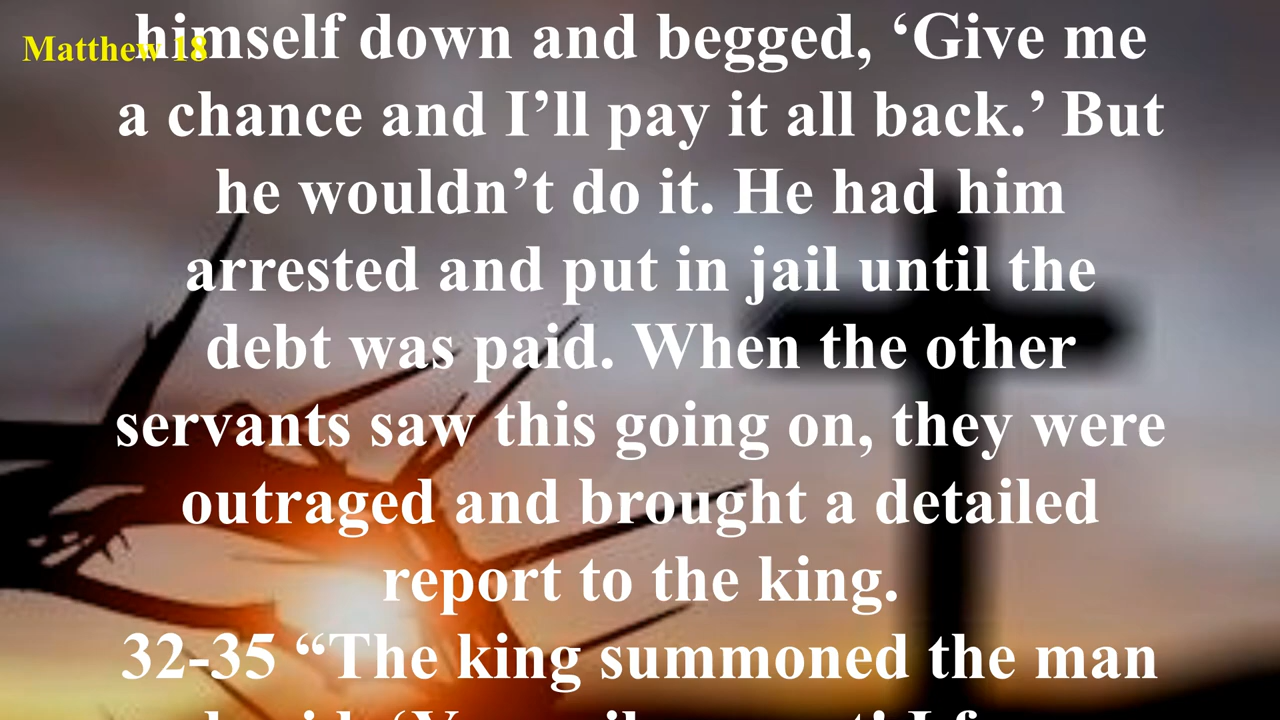 Matthew 18
himself down and begged, ‘Give me
a chance and I’ll pay it all back.’ But
he wouldn’t do it. He had him
arrested and put in jail until the
debt was paid. When the other
servants saw this going on, they were
outraged and brought a detailed
report to the king.
32-35 “The king summoned the man